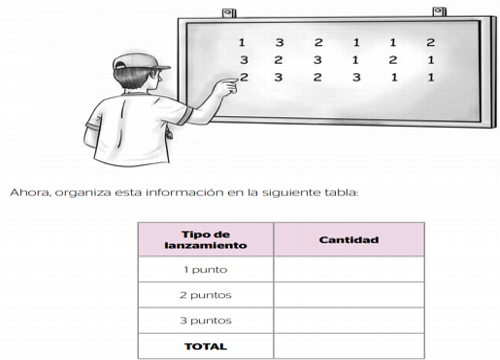 1 3 2 1 1 2
3 2 3 1 2 1
2 3 2 3 1 1
Ahora, organiza esta información en la siguiente tabla:
Tipo de lanzamiento Cantidad
1 punto
2 puntos
3 puntos
TOTAL